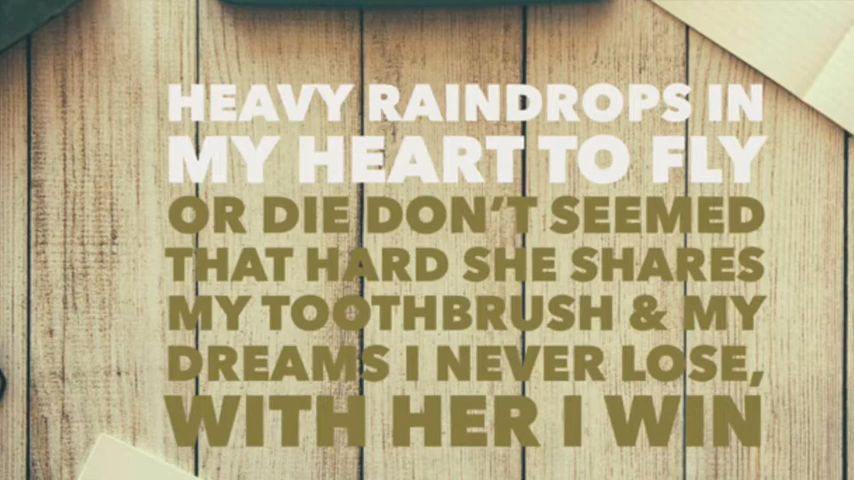 HEAVY RAINDROPS IN
MY HEART TO FLY
OR DIE DON'T SEEMED
THAT HARD SHE SHARES
MY TOOTHBRUSH & MY
DREAMS I NEVER LOSE,
WITH HER I WIN